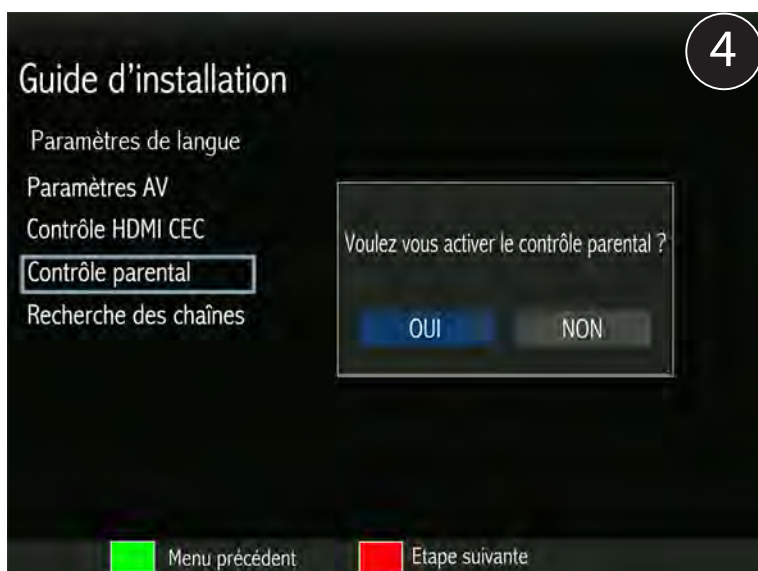 4
Guide d'installation
Paramètres de langue
Paramètres AV
Contrôle HDMI CEC
Contrôle parental
Recherche des chaînes
Voulez vous activer le contrôle parental ?
OUI NON
Menu précédent Etape suivante